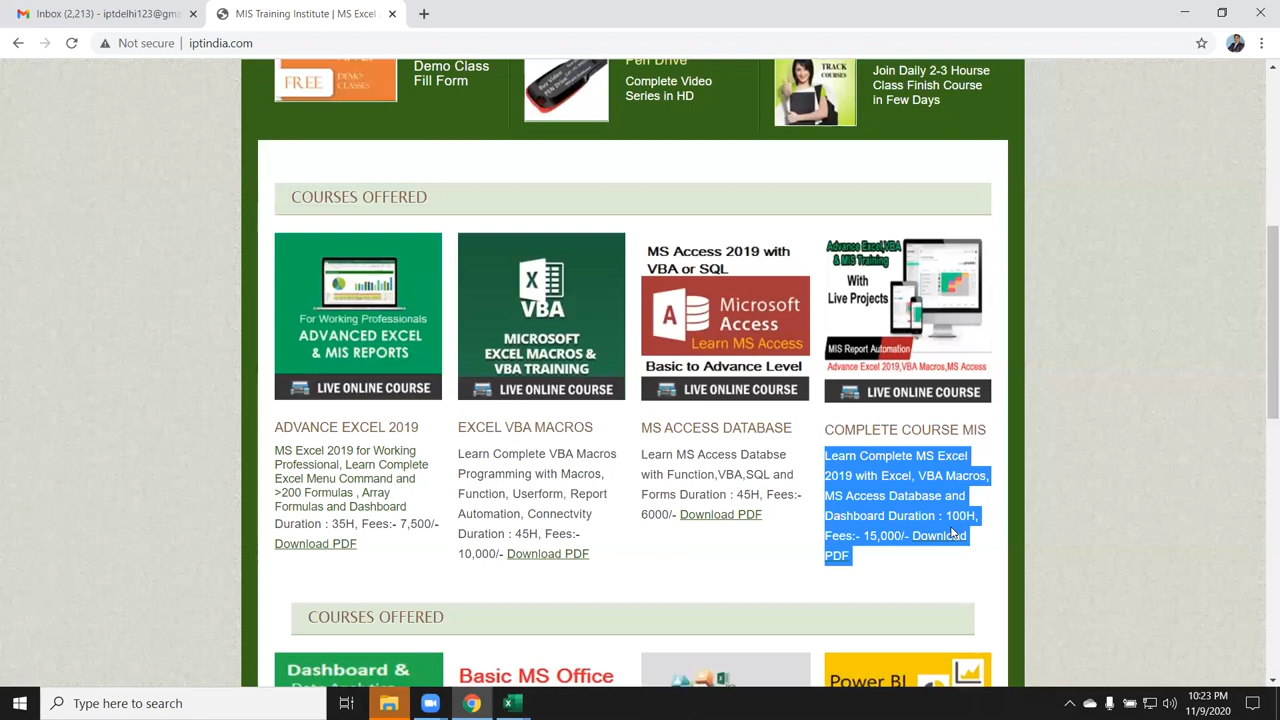 Inbox (2,213) - iptdelhi123@gma
MIS Training Institute | MS Excel
Not secure
iptindia.com
FREE
Demo Class
Fill Form
Complete Video
Series in HD
TRACK
COURSES
Join Daily 2-3 Hourse
Class Finish Course
in Few Days
COURSES OFFERED
For Working Professionals
ADVANCED EXCEL
& MIS REPORTS
LIVE ONLINE COURSE
X
VBA
MICROSOFT
EXCEL MACROS &
VBA TRAINING
LIVE ONLINE COURSE
MS Access 2019 with
VBA or SQL
A
Microsoft
Access
Learn MS Access
Basic to Advance Level
LIVE ONLINE COURSE
Advance Excel,VBA
& MIS Training
With
Live Projects
MIS Report Automation
Advance Excel 2019,VBA Macros,MS Access
LIVE ONLINE COURSE
ADVANCE EXCEL 2019
MS Excel 2019 for Working
Professional, Learn Complete
Excel Menu Command and
>200 Formulas , Array
Formulas and Dashboard
Duration : 35H, Fees:- 7,500/-
Download PDF
EXCEL VBA MACROS
Learn Complete VBA Macros
Programming with Macros,
Function, Userform, Report
Automation, Connectvity
Duration : 45H, Fees:-
10,000/- Download PDF
MS ACCESS DATABASE
Learn MS Access Databse
with Function,VBA,SQL and
Forms Duration : 45H, Fees:-
6000/- Download PDF
COMPLETE COURSE MIS
Learn Complete MS Excel
2019 with Excel, VBA Macros,
MS Access Database and
Dashboard Duration : 100H,
Fees:- 15,000/- Download
PDF
COURSES OFFERED
Dashboard &
Basic MS Office
Power BI
Type here to search
10:23 PM
11/9/2020